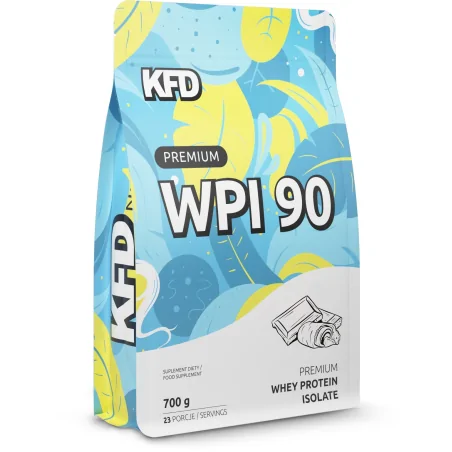 KFD
PREMIUM
WPI 90
KFD
SUPLEMENT DIETY /
FOOD SUPPLEMENT
700 g
23 PORCJE / SERVINGS
PREMIUM
WHEY PROTEIN
ISOLATE